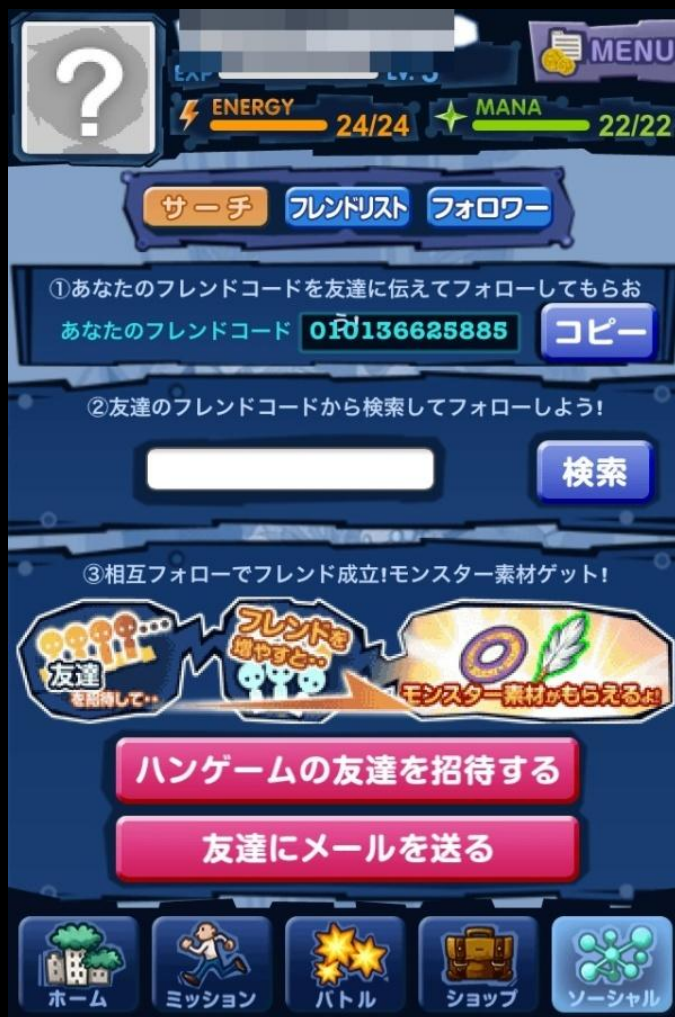 ?
MENU
EXP LV. 5
ENERGY 24/24
MANA 22/22
サーチ フレンドリスト フォロワー
①あなたのフレンドコードを友達に伝えてフォローしてもらお
う!
あなたのフレンドコード 010136625885 コピー
②友達のフレンドコードから検索してフォローしよう!
検索
③相互フォローでフレンド成立!モンスター素材ゲット!
友達
を招待して・・
フレンドを
増やすと・・
モンスター素材がもらえるよ!
ハンゲームの友達を招待する
友達にメールを送る
ホーム ミッション バトル ショップ ソーシャル